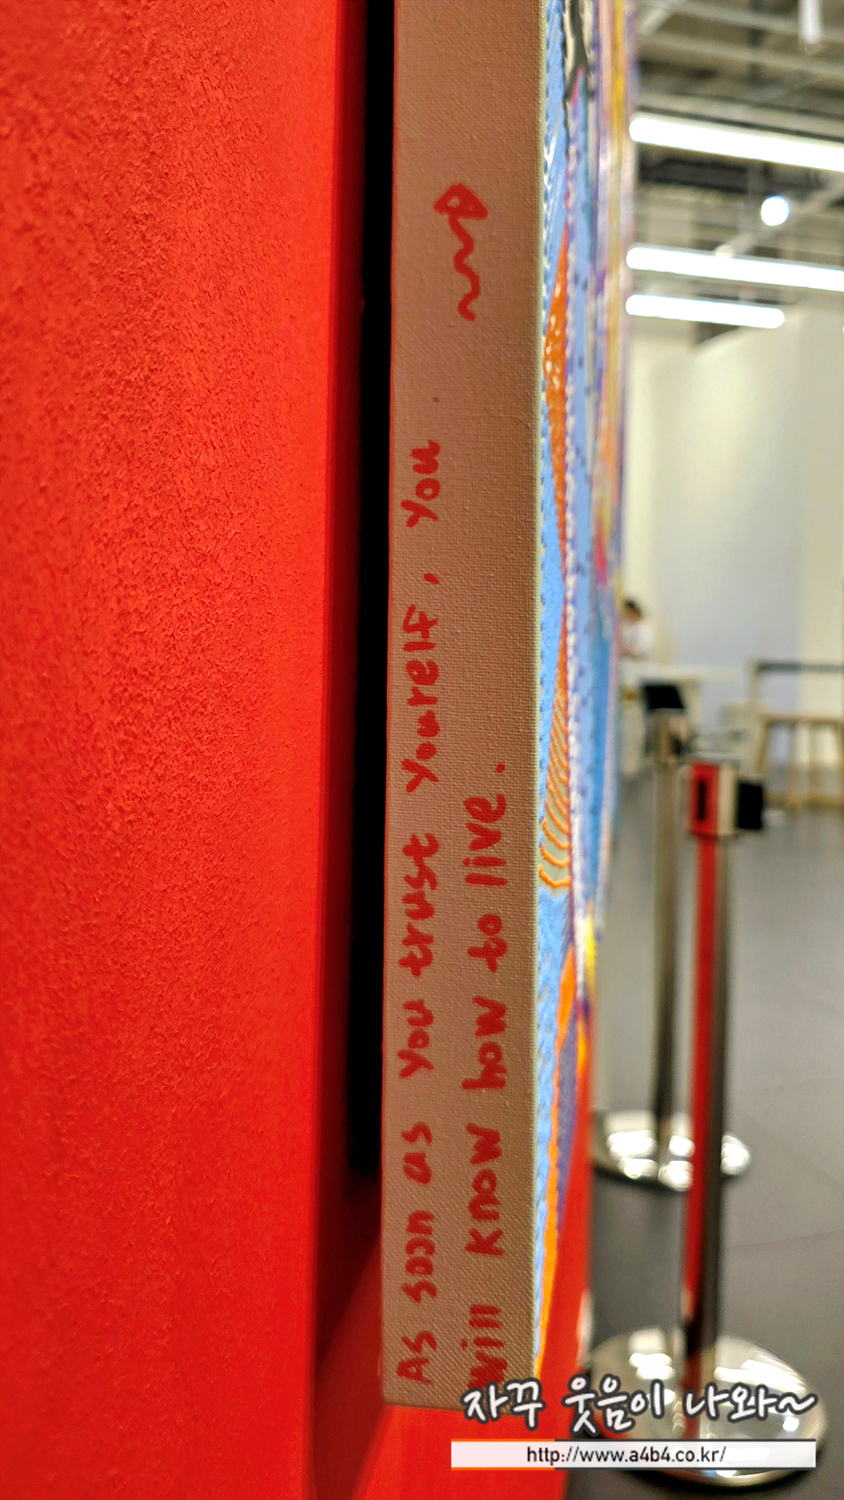 As soon as you trust youRelf, you
will know how to live.
자꾸 웃음이 나와~
http://www.a4b4.co.kr/